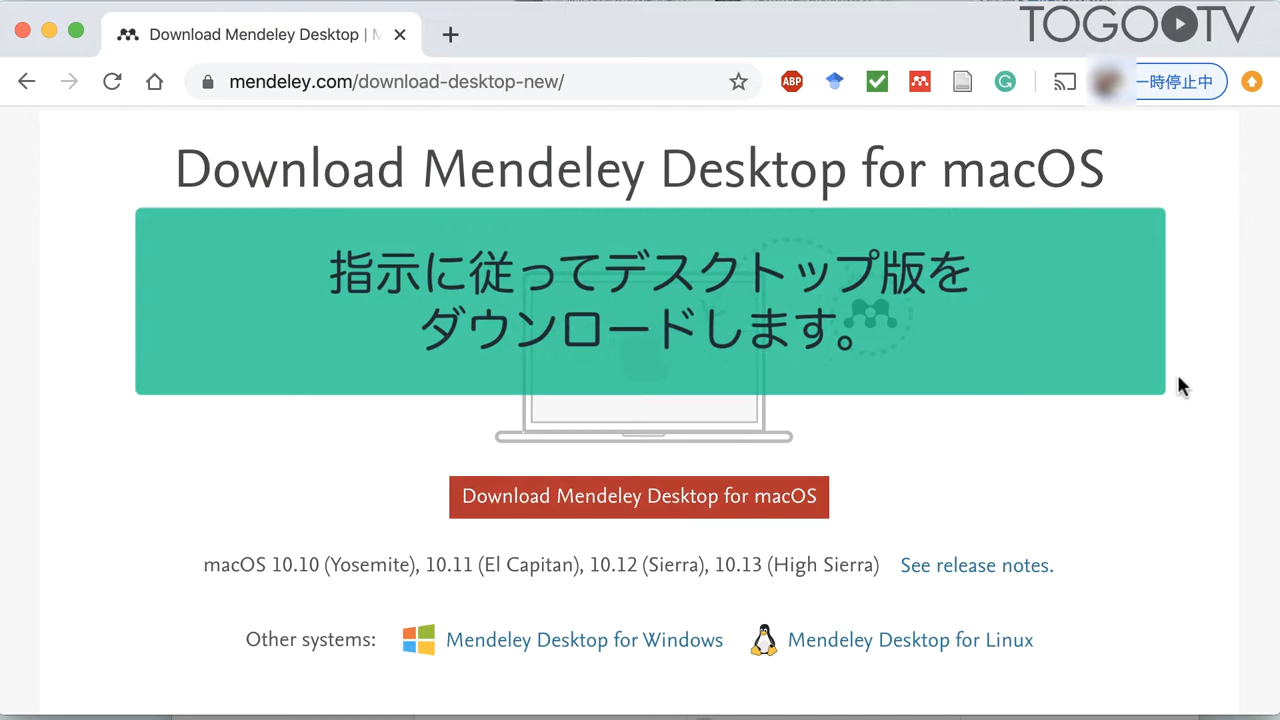 TOGOTV
Download Mendeley Desktop | M
mendeley.com/download-desktop-new/
ABP
一時停止中
Download Mendeley Desktop for macOS
指示に従ってデスクトップ版を
ダウンロードします。
Download Mendeley Desktop for macOS
macOS 10.10 (Yosemite), 10.11 (El Capitan), 10.12 (Sierra), 10.13 (High Sierra) See release notes.
Other systems: Mendeley Desktop for Windows Mendeley Desktop for Linux